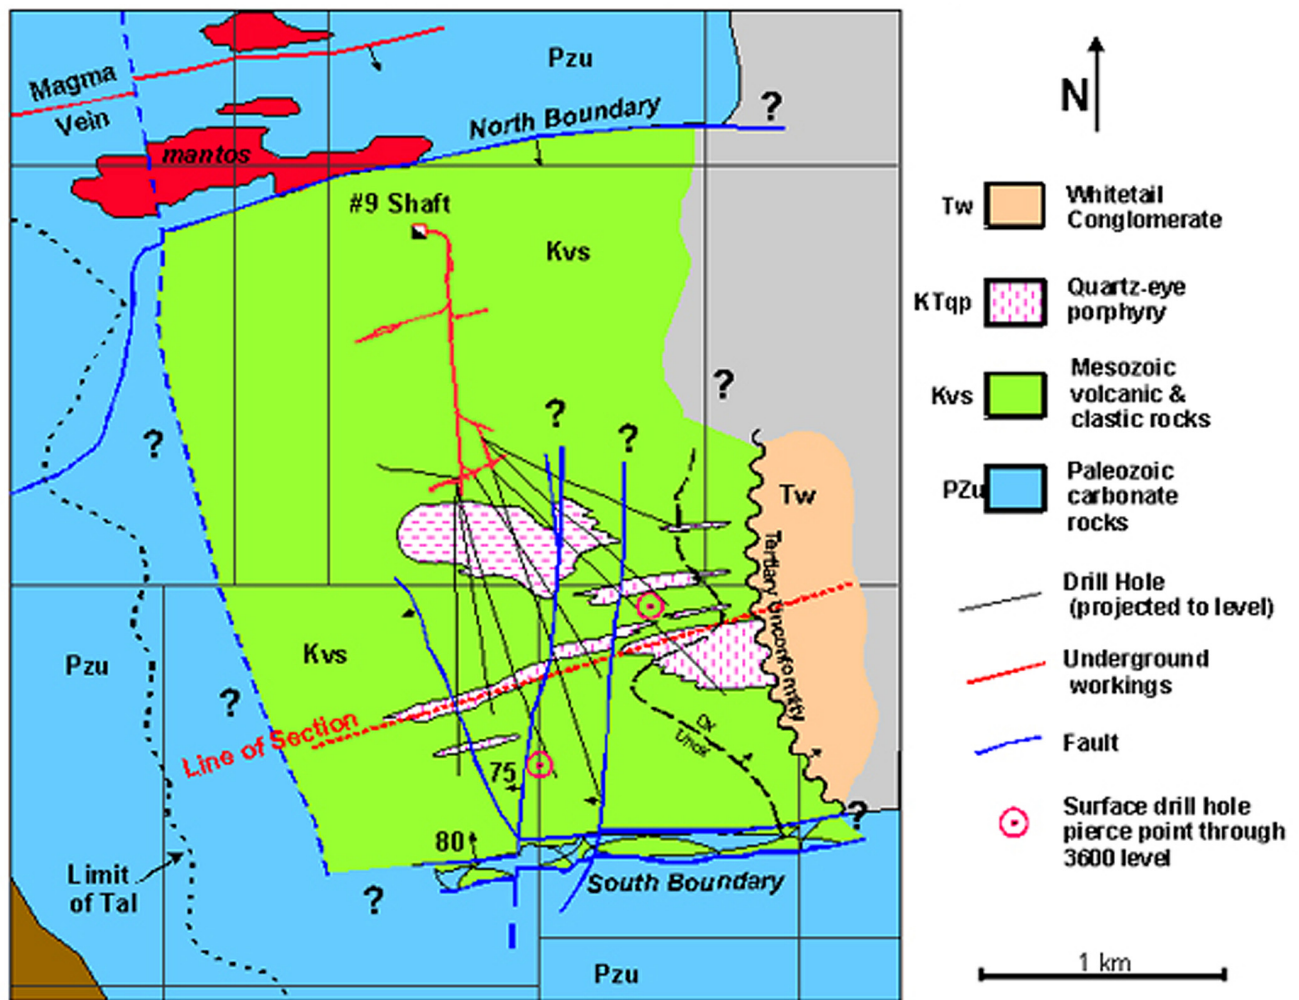 Pzu
Magma
Vein
North Boundary
?
mantos
#9 Shaft
Kvs
?
?
?
?
Tw
Tertiary Unconformity
Kvs
Pzu
?
Line of Section
Ox
Unox
75
80
?
South Boundary
Limit
of Tal
?
Pzu
N
Tw
Whitetail
Conglomerate
KTqp
Quartz-eye
porphyry
Kvs
Mesozoic
volcanic &
clastic rocks
PZu
Paleozoic
carbonate
rocks
Drill Hole
(projected to level)
Underground
workings
Fault
Surface drill hole
pierce point through
3600 level
1 km